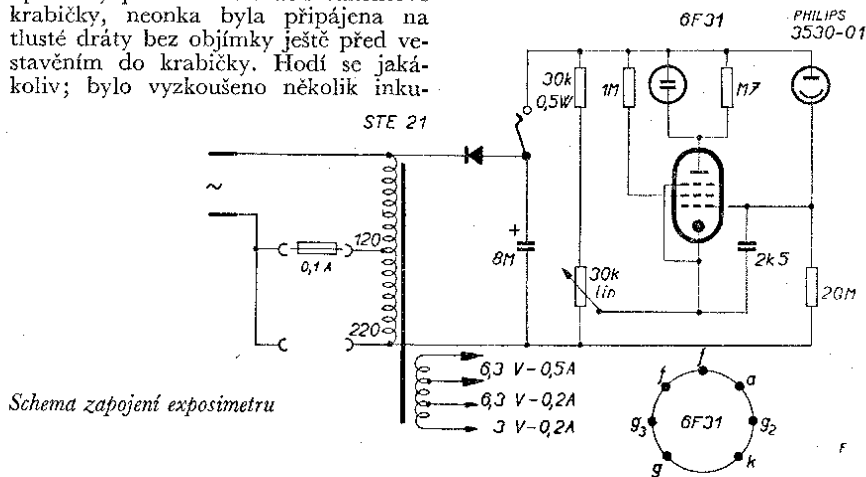 krabičky, neonka byla připájena na
tlusté dráty bez objímky ještě před ve-
stavěním do krabičky. Hodí se jaká-
koliv; bylo vyzkoušeno několik inku-
6F31
PHILIPS
3530-01
30k
0,5W
1M
M7
STE 21
~
120
0,1 A
220
+
8M
30k
lin
2k5
20M
6,3 V-0,5A
6,3 V-0,2A
3 V-0,2A
Schema zapojení exposimetru
f
f
a
g3
6F31
g2
g
k
F